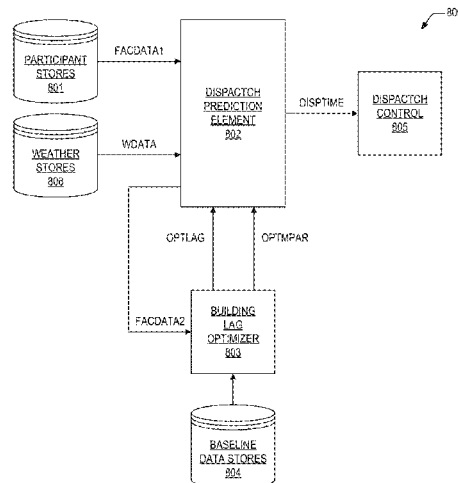 80
FACDATA1
PARTICIPANT
STORES
801
DISPACTCH
PREDICTION
ELEMENT
802
DISPTIME
DISPACTCH
CONTROL
805
WDATA
WEATHER
STORES
806
OPTLAG
OPTMPAR
FACDATA2
BUILDING
LAG
OPTIMIZER
803
BASELINE
DATA STORES
804